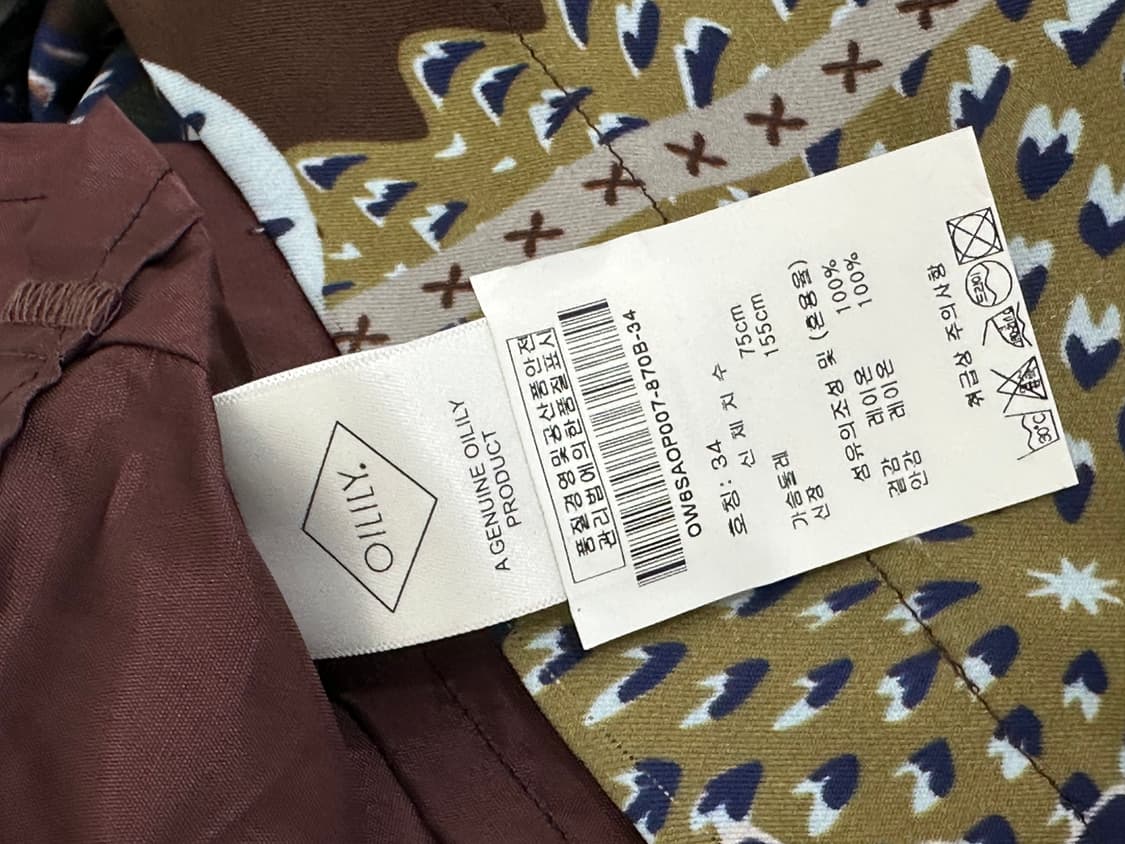 OILILY.
A GENUINE OILILY
PRODUCT
품질경영및공산품안전
관리법에의한품질표시
OW6SAOP007-870B-34
호칭: 34
신 체 치 수
가슴둘레 75cm
신장 155cm
섬유의조성 및 (혼용율)
겉감 레이온 100%
안감 레이온 100%
취급상 주의사항
30℃
드라이